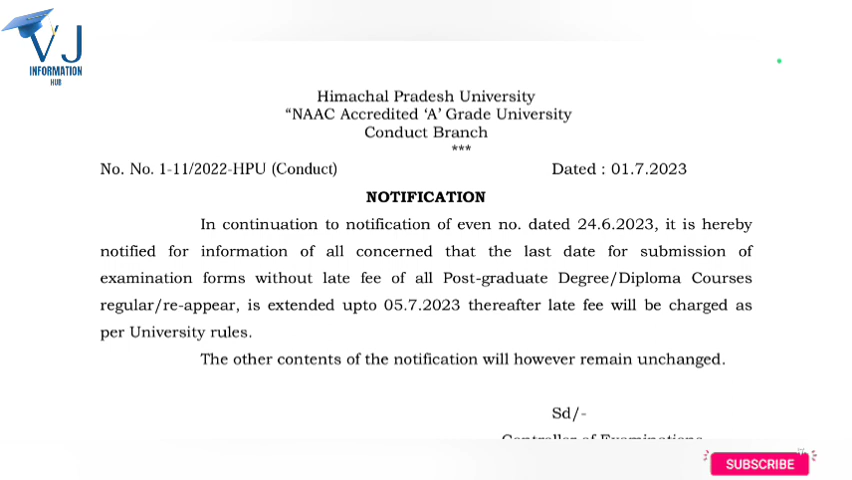 VJ
INFORMATION
HUB
Himachal Pradesh University
“NAAC Accredited ‘A’ Grade University
Conduct Branch
***
No. No. 1-11/2022-HPU (Conduct) Dated : 01.7.2023
NOTIFICATION
In continuation to notification of even no. dated 24.6.2023, it is hereby
notified for information of all concerned that the last date for submission of
examination forms without late fee of all Post-graduate Degree/Diploma Courses
regular/re-appear, is extended upto 05.7.2023 thereafter late fee will be charged as
per University rules.
The other contents of the notification will however remain unchanged.
Sd/-
Controller of Examinations
SUBSCRIBE